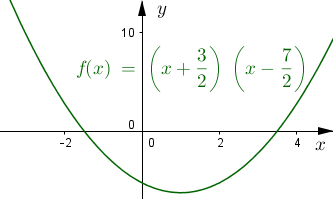 y
10
f(x) = (x + 3/2) (x − 7/2)
0
-2 0 2 4
x